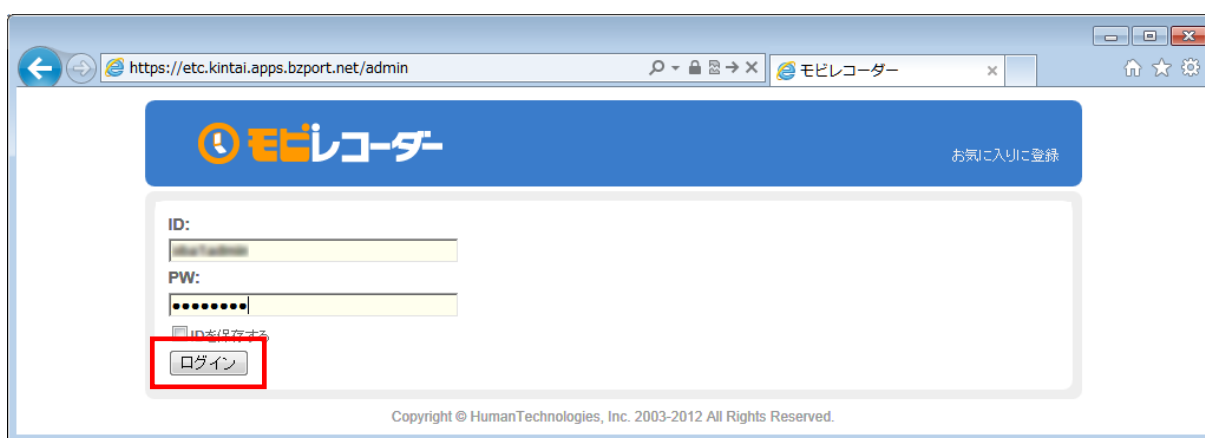 https://etc.kintai.apps.bzport.net/admin
モビレコーダー
モビレコーダー
お気に入りに登録
ID:
PW:
IDを保存する
ログイン
Copyright © HumanTechnologies, Inc. 2003-2012 All Rights Reserved.